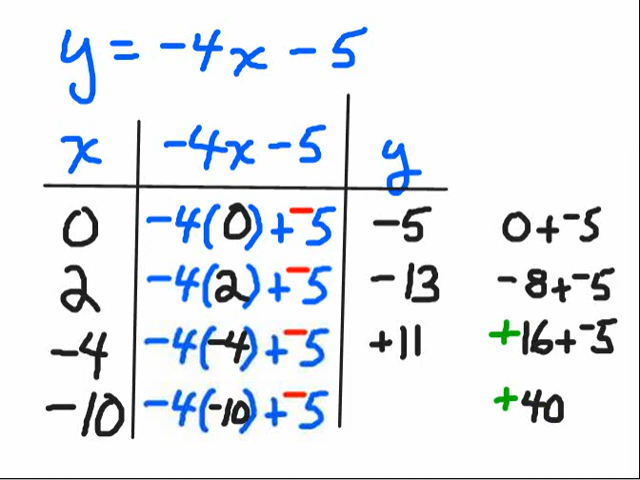 y = -4x - 5
x -4x - 5 y
0 -4(0)+-5 -5 0+-5
2 -4(2)+-5 -13 -8+-5
-4 -4(-4)+-5 +11 +16+-5
-10 -4(-10)+-5 +40